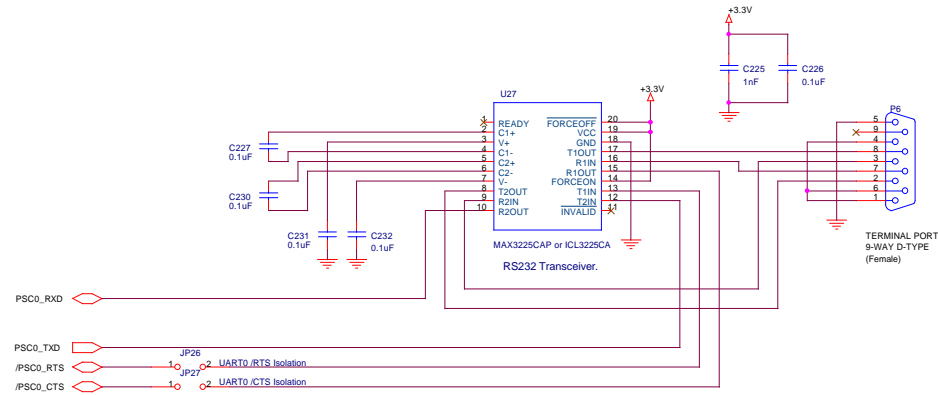 +3.3V
C225
1nF
C226
0.1uF
+3.3V
U27
P6
1 READY FORCEOFF 20
2 C1+ VCC 19
3 V+ GND 18
4 C1- T1OUT 17
5 C2+ R1IN 16
6 C2- R1OUT 15
7 V- FORCEON 14
8 T2OUT T1IN 13
9 R2IN T2IN 12
10 R2OUT INVALID 11
5
9
4
8
3
7
2
6
1
C227
0.1uF
C230
0.1uF
C231
0.1uF
C232
0.1uF
MAX3225CAP or ICL3225CA
RS232 Transceiver.
TERMINAL PORT
9-WAY D-TYPE
(Female)
PSC0_RXD
PSC0_TXD
JP26
/PSC0_RTS 1 2 UART0 /RTS Isolation
JP27
/PSC0_CTS 1 2 UART0 /CTS Isolation